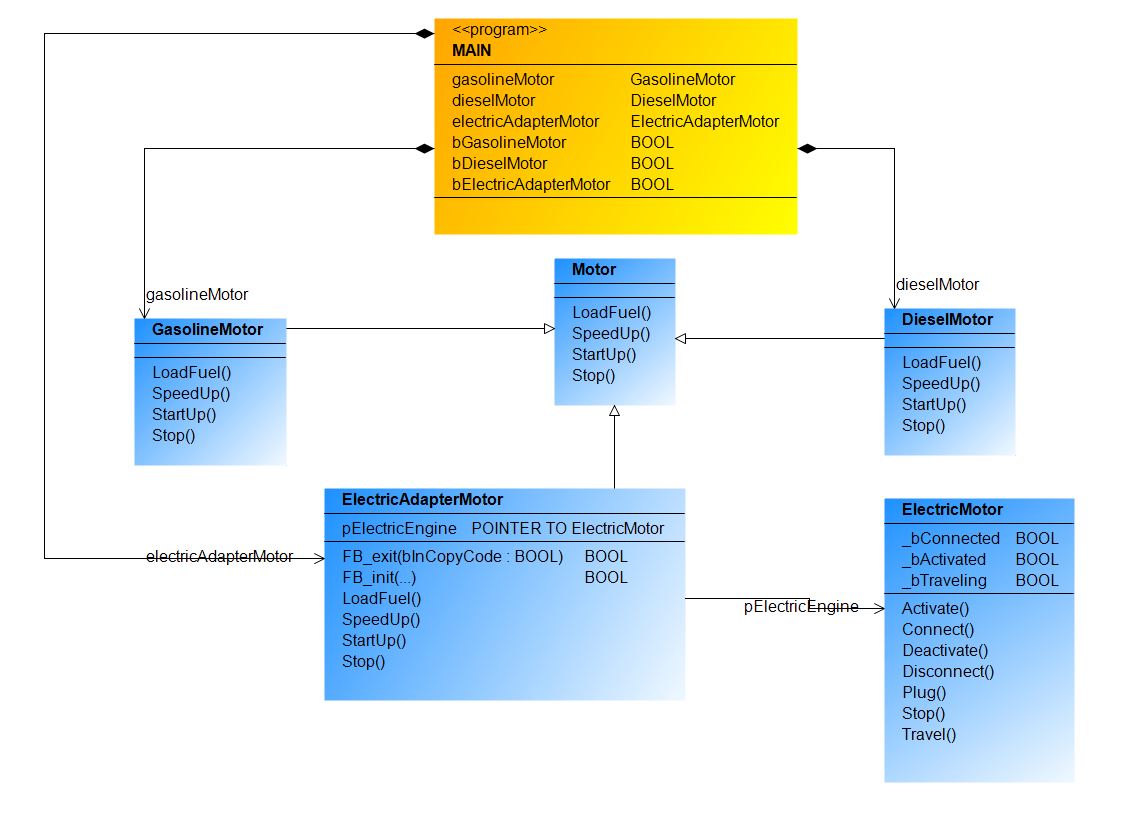 <<program>>
MAIN
gasolineMotor GasolineMotor
dieselMotor DieselMotor
electricAdapterMotor ElectricAdapterMotor
bGasolineMotor BOOL
bDieselMotor BOOL
bElectricAdapterMotor BOOL
gasolineMotor
dieselMotor
GasolineMotor
LoadFuel()
SpeedUp()
StartUp()
Stop()
Motor
LoadFuel()
SpeedUp()
StartUp()
Stop()
DieselMotor
LoadFuel()
SpeedUp()
StartUp()
Stop()
electricAdapterMotor
ElectricAdapterMotor
pElectricEngine POINTER TO ElectricMotor
FB_exit(bInCopyCode : BOOL) BOOL
FB_init(...) BOOL
LoadFuel()
SpeedUp()
StartUp()
Stop()
pElectricEngine
ElectricMotor
_bConnected BOOL
_bActivated BOOL
_bTraveling BOOL
Activate()
Connect()
Deactivate()
Disconnect()
Plug()
Stop()
Travel()